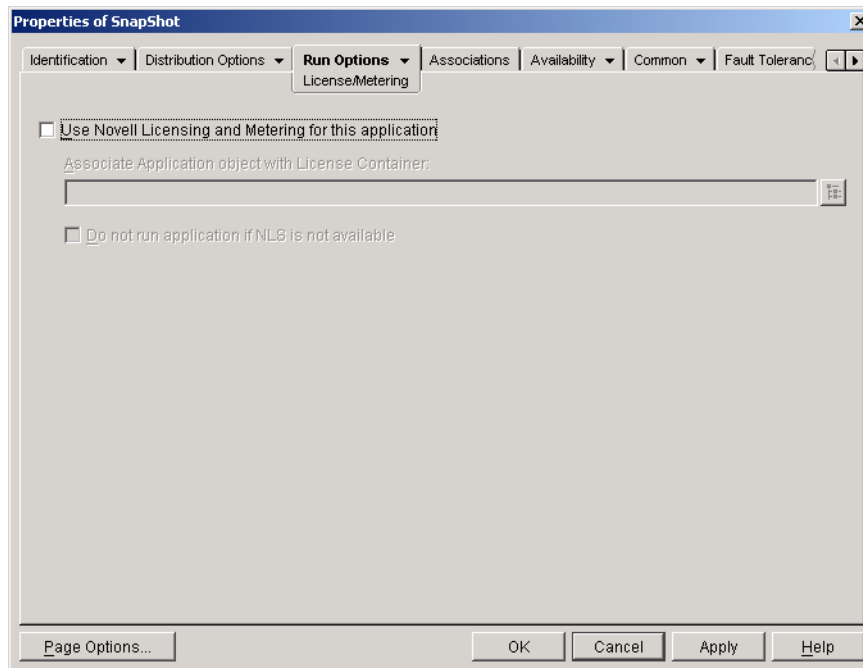 Properties of SnapShot
Identification Distribution Options Run Options Associations Availability Common Fault Toleranc
License/Metering
Use Novell Licensing and Metering for this application
Associate Application object with License Container:
Do not run application if NLS is not available
Page Options... OK Cancel Apply Help